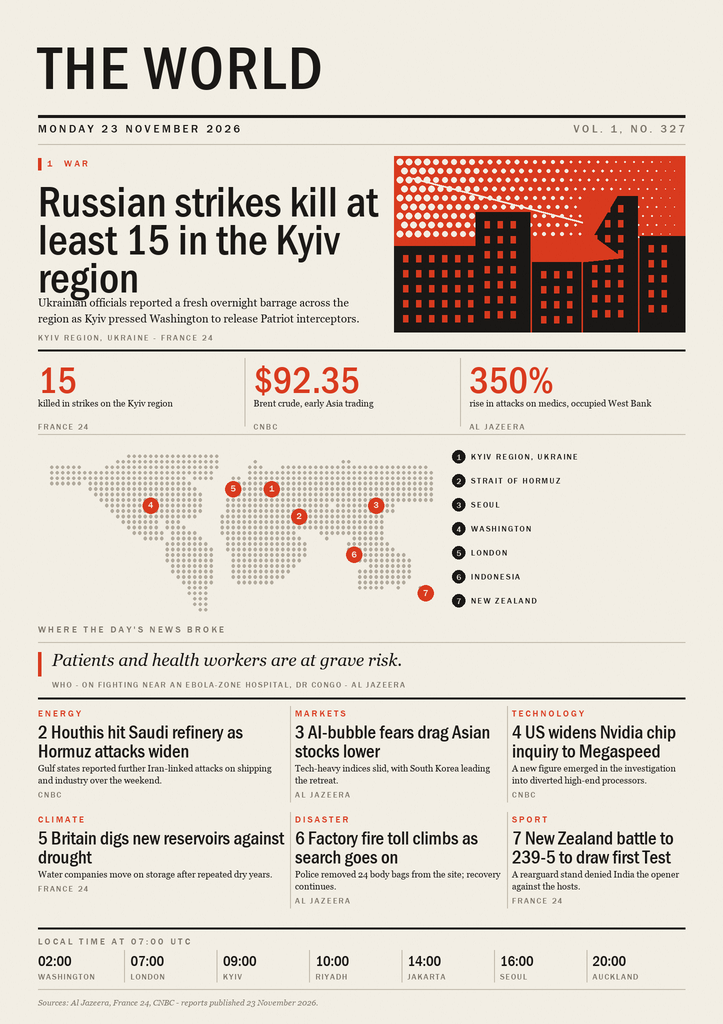 THE WORLD
MONDAY 23 NOVEMBER 2026
VOL. 1, NO. 327
1 WAR
Russian strikes kill at
least 15 in the Kyiv
region
Ukrainian officials reported a fresh overnight barrage across the
region as Kyiv pressed Washington to release Patriot interceptors.
KYIV REGION, UKRAINE - FRANCE 24
15
killed in strikes on the Kyiv region
FRANCE 24
$92.35
Brent crude, early Asia trading
CNBC
350%
rise in attacks on medics, occupied West Bank
AL JAZEERA
4
5
1
2
3
6
7
1 KYIV REGION, UKRAINE
2 STRAIT OF HORMUZ
3 SEOUL
4 WASHINGTON
5 LONDON
6 INDONESIA
7 NEW ZEALAND
WHERE THE DAY'S NEWS BROKE
Patients and health workers are at grave risk.
WHO - ON FIGHTING NEAR AN EBOLA-ZONE HOSPITAL, DR CONGO - AL JAZEERA
ENERGY
2 Houthis hit Saudi refinery as
Hormuz attacks widen
Gulf states reported further Iran-linked attacks on shipping
and industry over the weekend.
CNBC
MARKETS
3 AI-bubble fears drag Asian
stocks lower
Tech-heavy indices slid, with South Korea leading
the retreat.
AL JAZEERA
TECHNOLOGY
4 US widens Nvidia chip
inquiry to Megaspeed
A new figure emerged in the investigation
into diverted high-end processors.
CNBC
CLIMATE
5 Britain digs new reservoirs against
drought
Water companies move on storage after repeated dry years.
FRANCE 24
DISASTER
6 Factory fire toll climbs as
search goes on
Police removed 24 body bags from the site; recovery
continues.
AL JAZEERA
SPORT
7 New Zealand battle to
239-5 to draw first Test
A rearguard stand denied India the opener
against the hosts.
FRANCE 24
LOCAL TIME AT 07:00 UTC
02:00
WASHINGTON
07:00
LONDON
09:00
KYIV
10:00
RIYADH
14:00
JAKARTA
16:00
SEOUL
20:00
AUCKLAND
Sources: Al Jazeera, France 24, CNBC - reports published 23 November 2026.